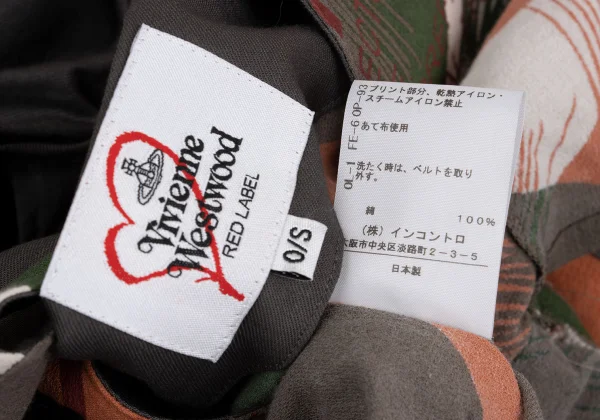 Vivienne
Westwood
RED LABEL
O/S
プリント部分、乾熱アイロン・
スチームアイロン禁止
あて布使用
洗たく時は、ベルトを取り
外す。
綿 100%
(株) インコントロ
大阪市中央区淡路町2-3-5
日本製